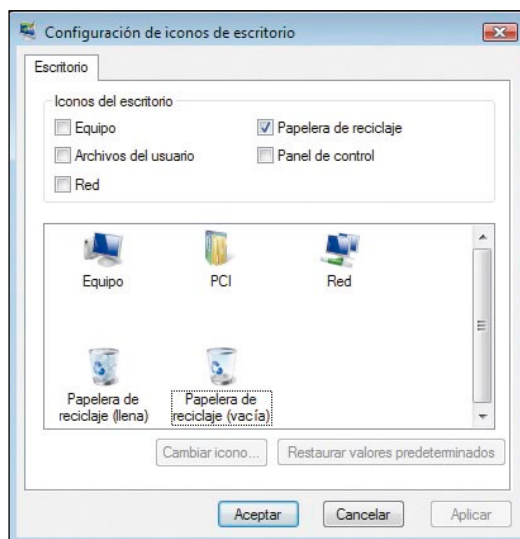 Configuración de iconos de escritorio
Escritorio
Iconos del escritorio
Equipo
Papelera de reciclaje
Archivos del usuario
Panel de control
Red
Equipo
PCI
Red
Papelera de
reciclaje (llena)
Papelera de
reciclaje (vacía)
Cambiar icono...
Restaurar valores predeterminados
Aceptar
Cancelar
Aplicar